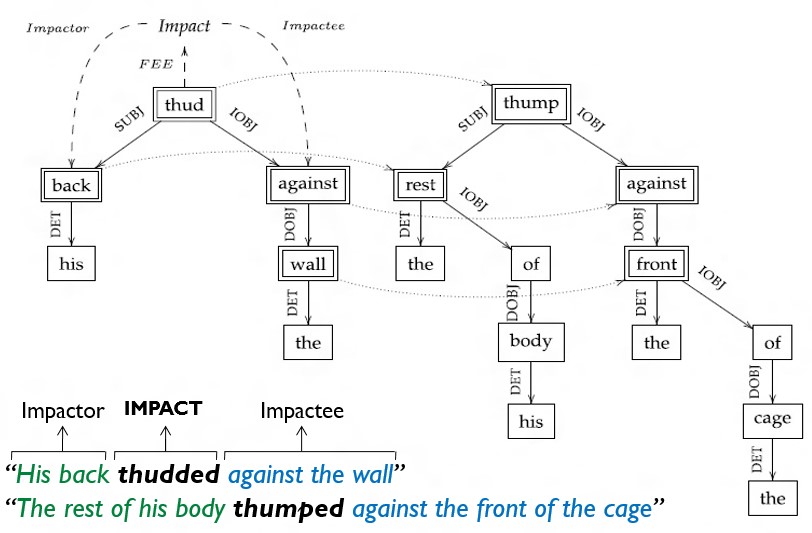 Impactor Impact Impactee
FEE
thud thump
SUBJ IOBJ SUBJ IOBJ
back against rest against
DET DOBJ DET IOBJ DOBJ
his wall the of front
DET DOBJ DET IOBJ
the body the of
DET DOBJ
his cage
DET
the
Impactor IMPACT Impactee
“His back thudded against the wall”
“The rest of his body thumped against the front of the cage”